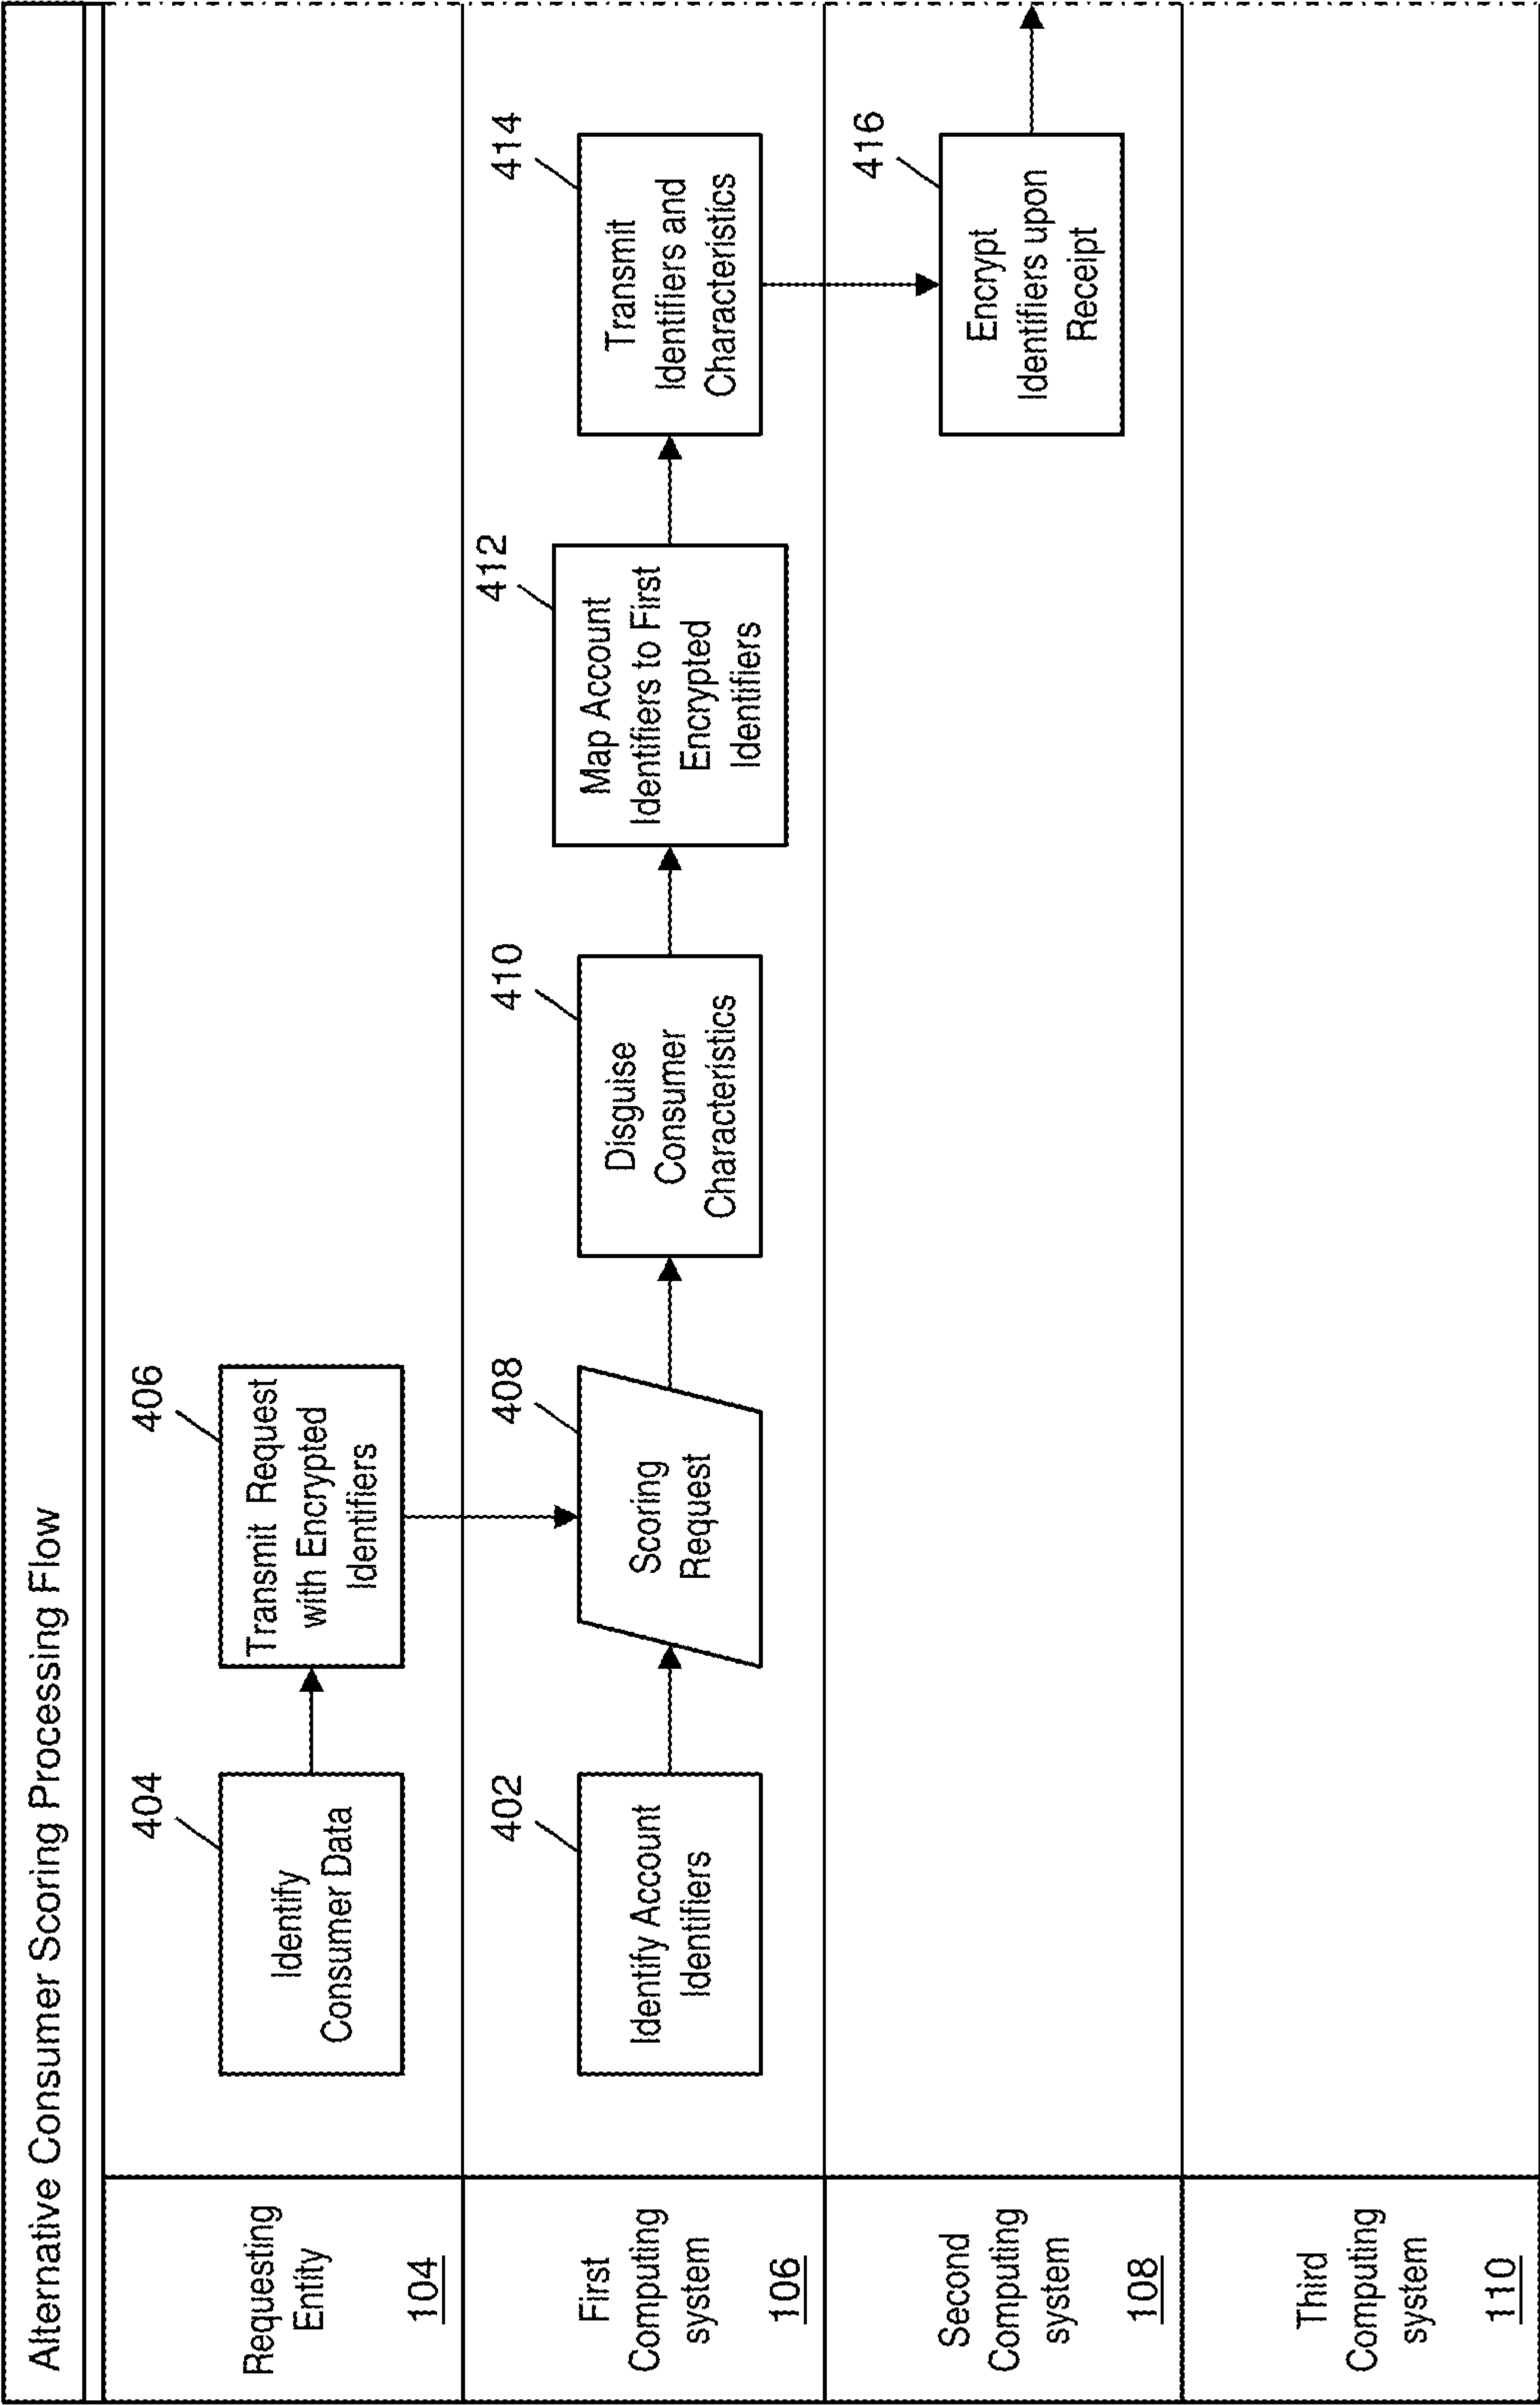 Alternative Consumer Scoring Processing Flow
Requesting
Entity
104
404
Identify
Consumer Data
406
Transmit Request
with Encrypted
Identifiers
First
Computing
system
106
402
Identify Account
Identifiers
408
Scoring
Request
410
Disguise
Consumer
Characteristics
412
Map Account
Identifiers to First
Encrypted
Identifiers
414
Transmit
Identifiers and
Characteristics
Second
Computing
system
108
416
Encrypt
Identifiers upon
Receipt
Third
Computing
system
110